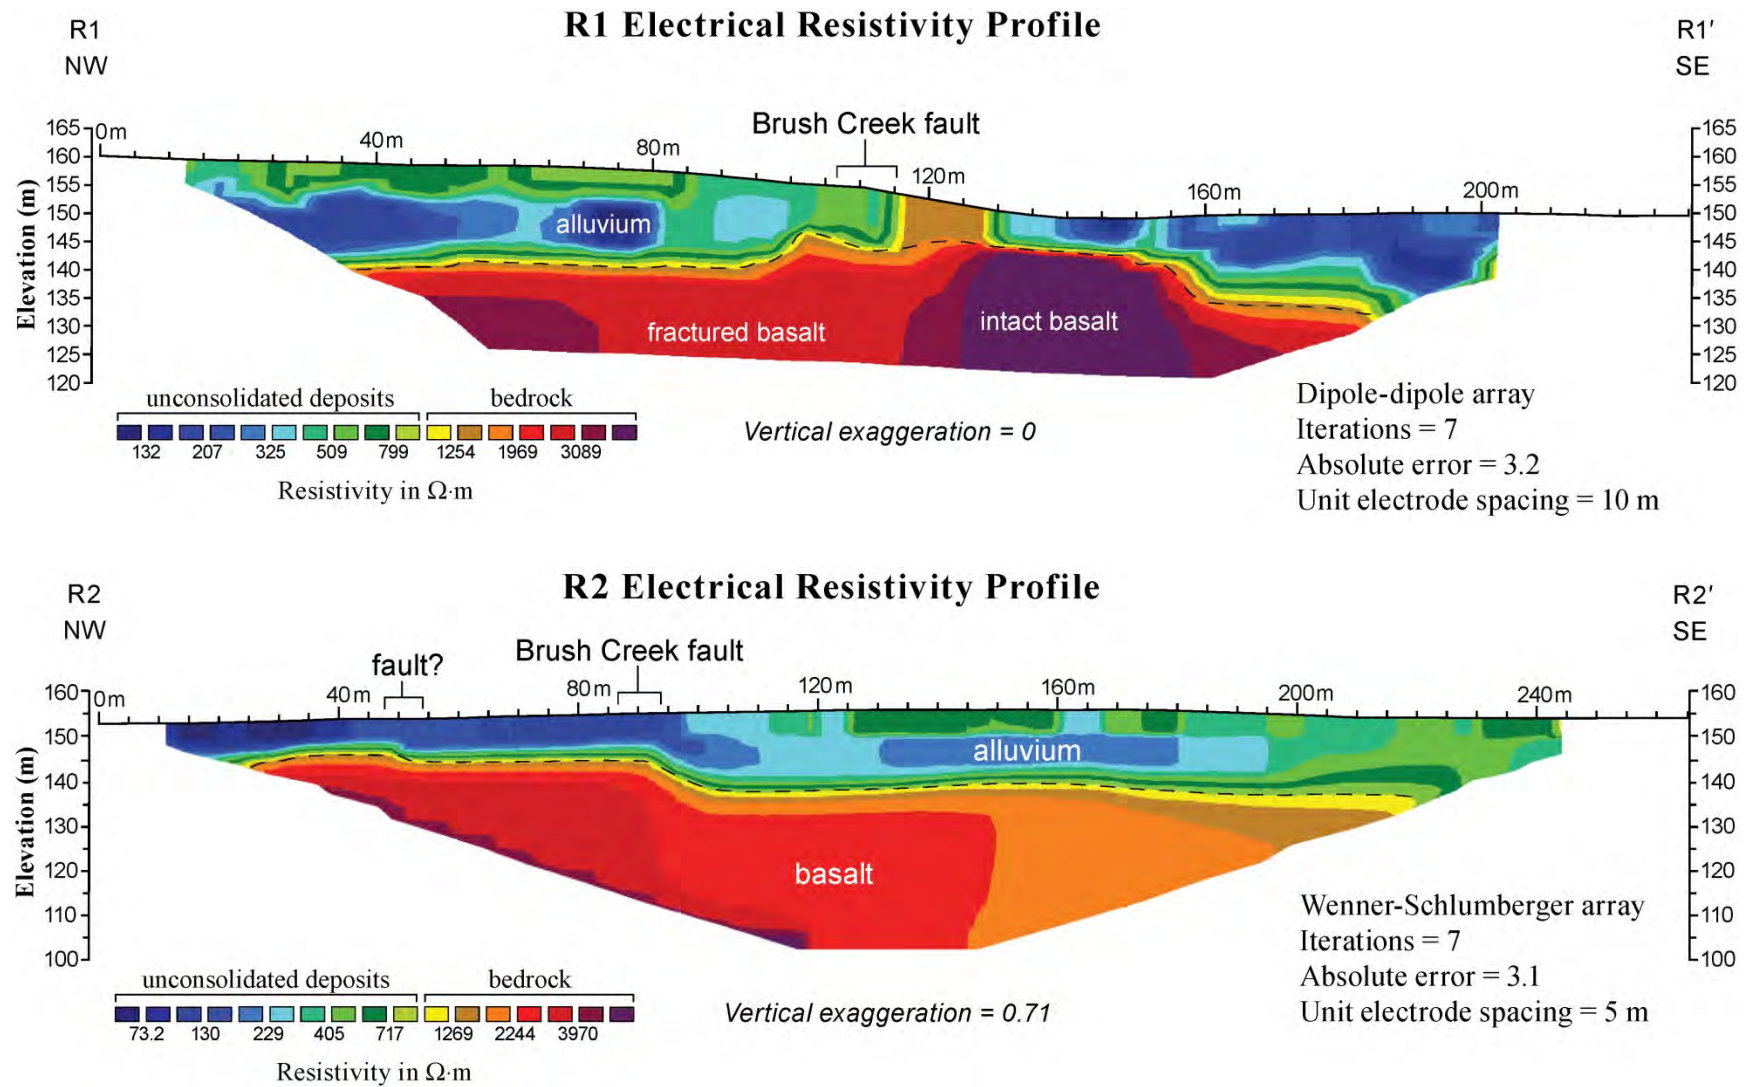 R1 Electrical Resistivity Profile
R1
NW
R1′
SE
Brush Creek fault
0m
40m
80m
120m
160m
200m
Elevation (m)
165
160
155
150
145
140
135
130
125
120
165
160
155
150
145
140
135
130
125
120
alluvium
fractured basalt
intact basalt
unconsolidated deposits
bedrock
132 207 325 509 799 1254 1969 3089
Resistivity in Ω·m
Vertical exaggeration = 0
Dipole-dipole array
Iterations = 7
Absolute error = 3.2
Unit electrode spacing = 10 m
R2 Electrical Resistivity Profile
R2
NW
R2′
SE
fault?
Brush Creek fault
0m
40m
80m
120m
160m
200m
240m
Elevation (m)
160
150
140
130
120
110
100
160
150
140
130
120
110
100
alluvium
basalt
unconsolidated deposits
bedrock
73.2 130 229 405 717 1269 2244 3970
Resistivity in Ω·m
Vertical exaggeration = 0.71
Wenner-Schlumberger array
Iterations = 7
Absolute error = 3.1
Unit electrode spacing = 5 m